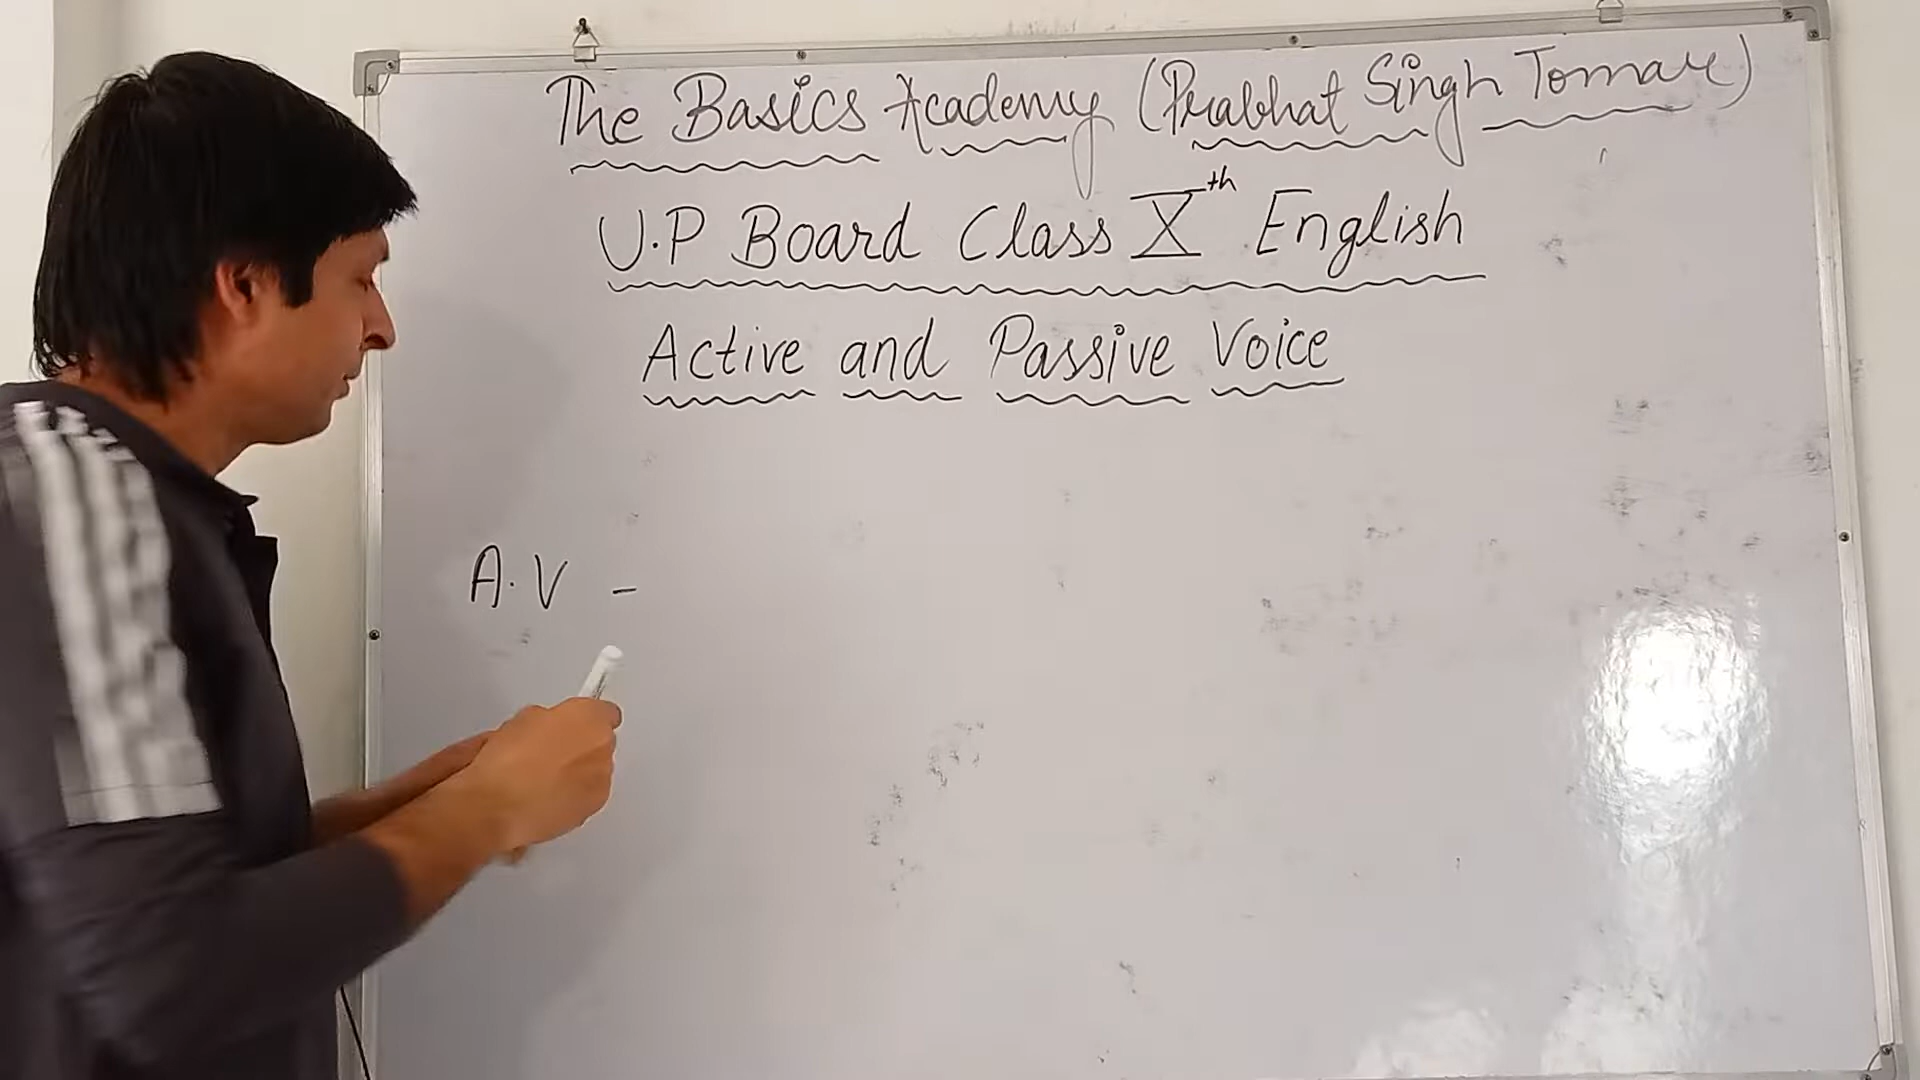 The Basics Academy (Prabhat Singh Tomar)
U.P Board Class Xth English
Active and Passive Voice
A.V -